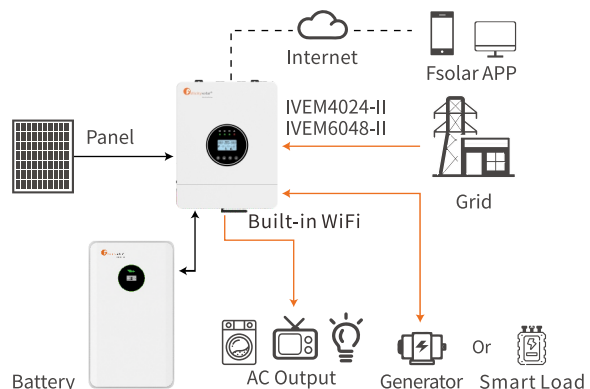 Internet
Fsolar APP
IVEM4024-II
IVEM6048-II
Panel
Grid
Built-in WiFi
Battery
AC Output
Generator
Or
Smart Load